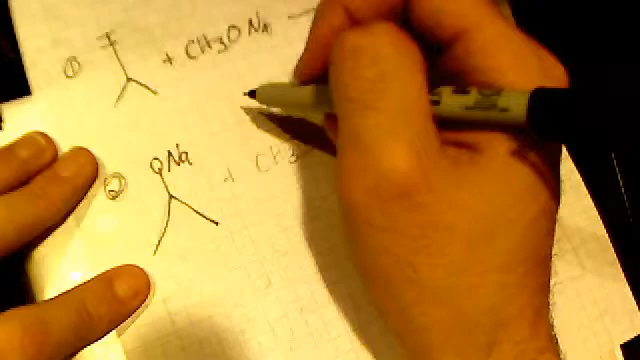 ① I + CH3ONa →
② ONa + CH3